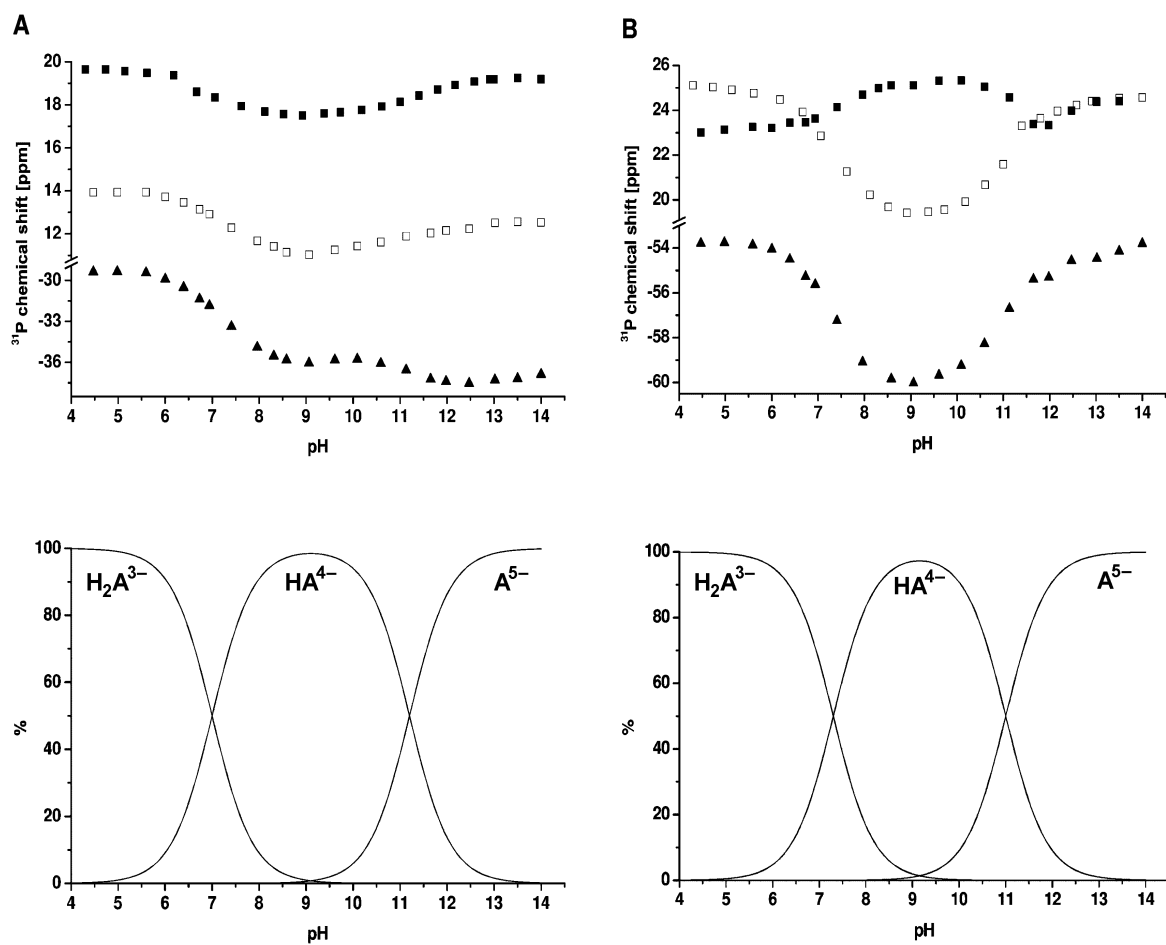 A
³¹P chemical shift [ppm]
20
18
16
14
12
-30
-33
-36
4 5 6 7 8 9 10 11 12 13 14
pH
B
³¹P chemical shift [ppm]
26
24
22
20
-54
-56
-58
-60
4 5 6 7 8 9 10 11 12 13 14
pH
%
100
80
60
40
20
0
H₂A³⁻ HA⁴⁻ A⁵⁻
4 5 6 7 8 9 10 11 12 13 14
pH
%
100
80
60
40
20
0
H₂A³⁻ HA⁴⁻ A⁵⁻
4 5 6 7 8 9 10 11 12 13 14
pH